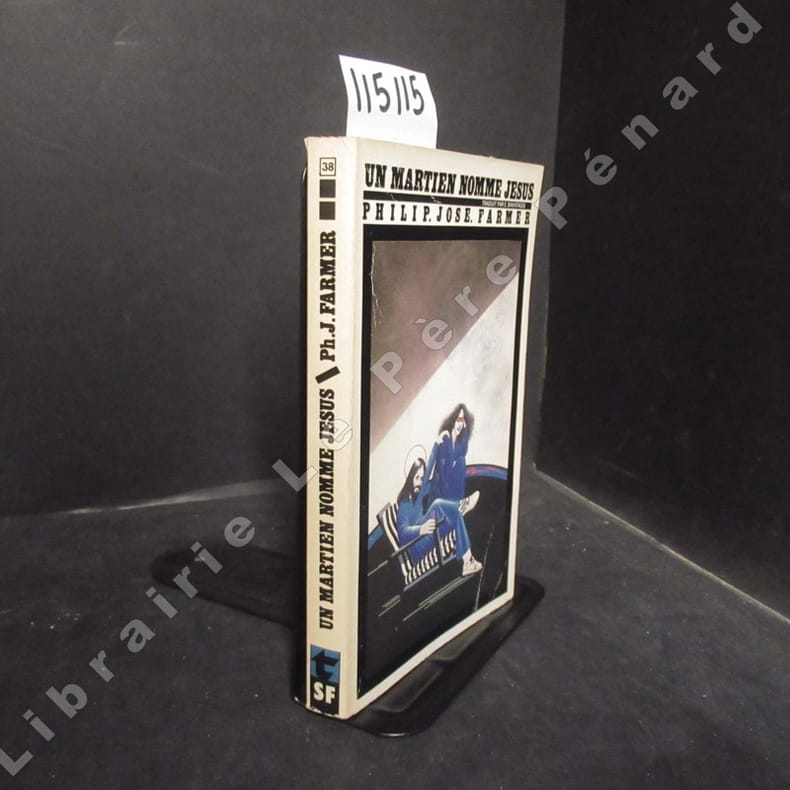 115115
UN MARTIEN NOMME JESUS
PHILIP. JOSE. FARMER
38
UN MARTIEN NOMME JESUS Ph.J. FARMER
t
SF
Librairie Le Père Pénard